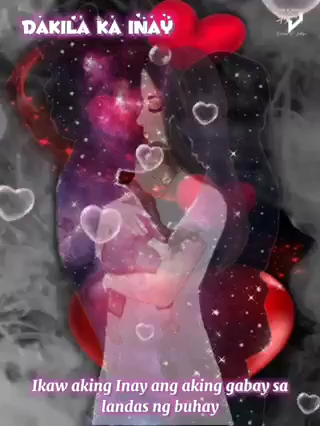 DAKILA KA INAY
Ikaw aking Inay ang aking gabay sa
landas ng buhay